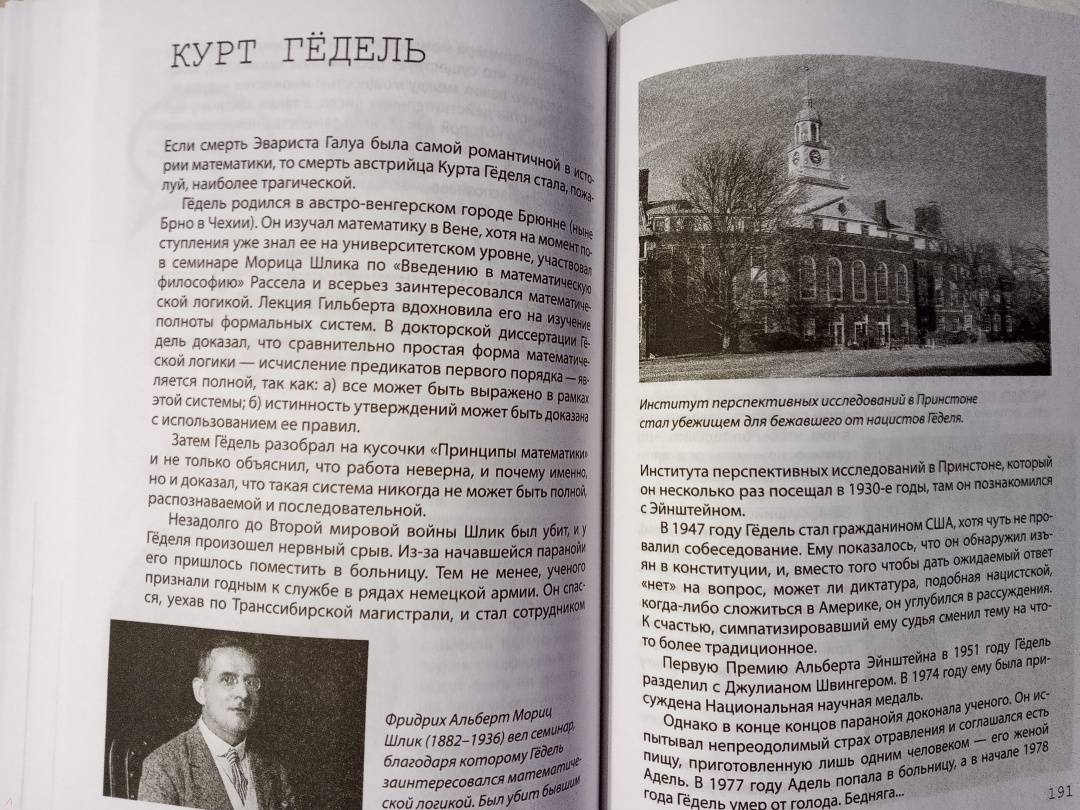 КУРТ ГЁДЕЛЬ
Если смерть Эвариста Галуа была самой романтичной в исто-
рии математики, то смерть австрийца Курта Гёделя стала, пожа-
луй, наиболее трагической.
Гёдель родился в австро-венгерском городе Брюнне (ныне
Брно в Чехии). Он изучал математику в Вене, хотя на момент по-
ступления уже знал ее на университетском уровне, участвовал
в семинаре Морица Шлика по «Введению в математическую
философию» Рассела и всерьез заинтересовался математиче-
ской логикой. Лекция Гильберта вдохновила его на изучение
полноты формальных систем. В докторской диссертации Гё-
дель доказал, что сравнительно простая форма математиче-
ской логики — исчисление предикатов первого порядка — яв-
ляется полной, так как: а) все может быть выражено в рамках
этой системы; б) истинность утверждений может быть доказана
с использованием ее правил.
Затем Гёдель разобрал на кусочки «Принципы математики»
и не только объяснил, что работа неверна, и почему именно,
но и доказал, что такая система никогда не может быть полной,
распознаваемой и последовательной.
Незадолго до Второй мировой войны Шлик был убит, и у
Гёделя произошел нервный срыв. Из-за начавшейся паранойи
его пришлось поместить в больницу. Тем не менее, ученого
признали годным к службе в рядах немецкой армии. Он спас-
ся, уехав по Транссибирской магистрали, и стал сотрудником
Фридрих Альберт Мориц
Шлик (1882–1936) вел семинар,
благодаря которому Гёдель
заинтересовался математиче-
ской логикой. Был убит бывшим
Институт перспективных исследований в Принстоне
стал убежищем для бежавшего от нацистов Гёделя.
Института перспективных исследований в Принстоне, который
он несколько раз посещал в 1930-е годы, там он познакомился
с Эйнштейном.
В 1947 году Гёдель стал гражданином США, хотя чуть не про-
валил собеседование. Ему показалось, что он обнаружил изъ-
ян в конституции, и, вместо того чтобы дать ожидаемый ответ
«нет» на вопрос, может ли диктатура, подобная нацистской,
когда-либо сложиться в Америке, он углубился в рассуждения.
К счастью, симпатизировавший ему судья сменил тему на что-
то более традиционное.
Первую Премию Альберта Эйнштейна в 1951 году Гёдель
разделил с Джулианом Швингером. В 1974 году ему была при-
суждена Национальная научная медаль.
Однако в конце концов паранойя доконала ученого. Он ис-
пытывал непреодолимый страх отравления и соглашался есть
пищу, приготовленную лишь одним человеком — его женой
Адель. В 1977 году Адель попала в больницу, а в начале 1978
года Гёдель умер от голода. Бедняга...
191